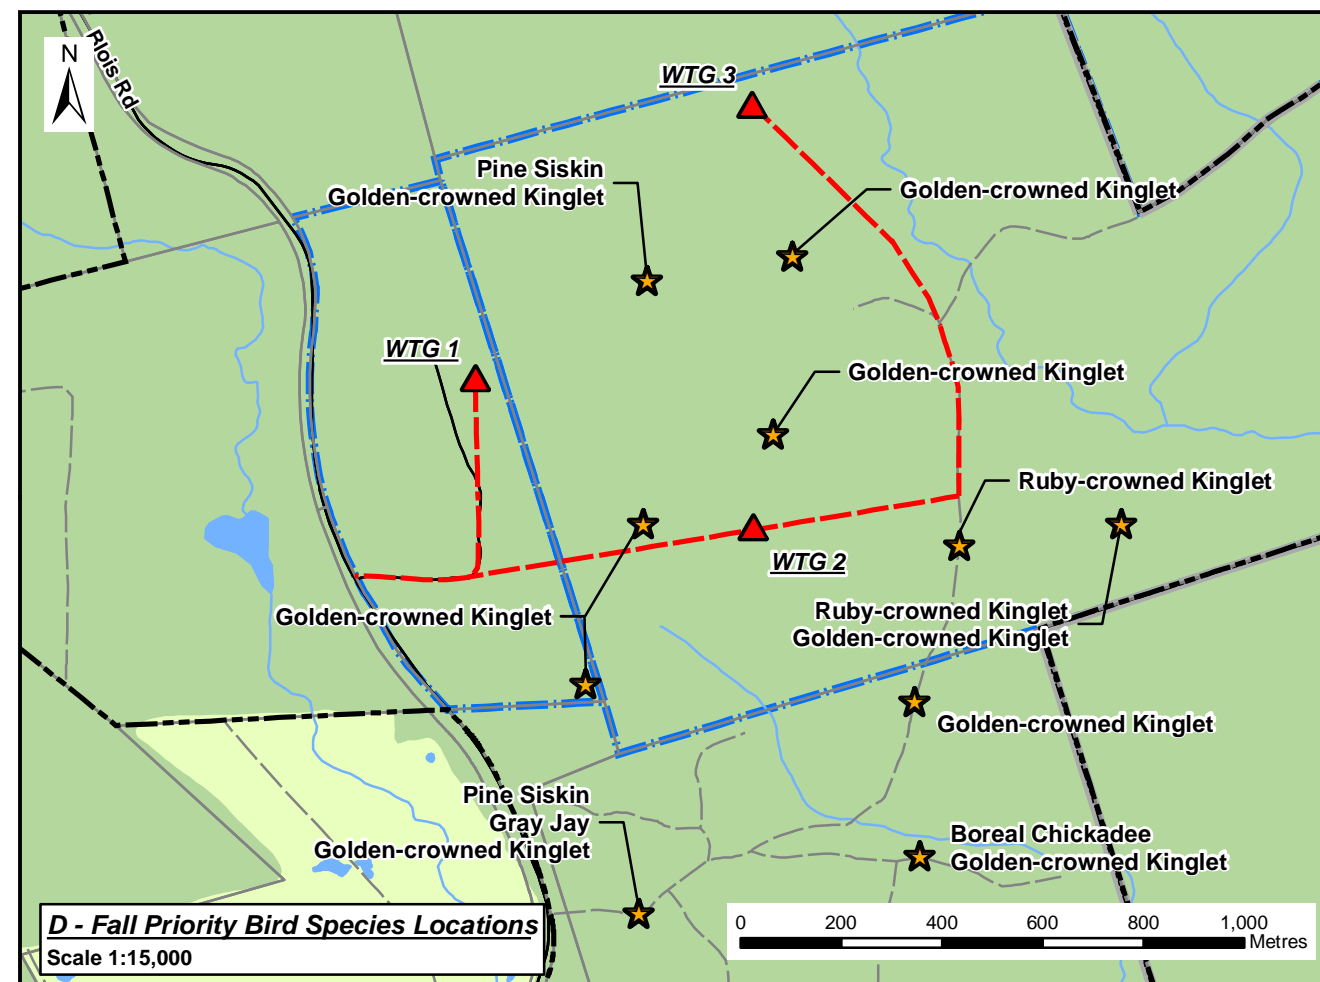 N
Blois Rd
WTG 3
Pine Siskin
Golden-crowned Kinglet
Golden-crowned Kinglet
WTG 1
Golden-crowned Kinglet
Ruby-crowned Kinglet
WTG 2
Golden-crowned Kinglet
Ruby-crowned Kinglet
Golden-crowned Kinglet
Golden-crowned Kinglet
Pine Siskin
Gray Jay
Golden-crowned Kinglet
Boreal Chickadee
Golden-crowned Kinglet
D - Fall Priority Bird Species Locations
Scale 1:15,000
0 200 400 600 800 1,000
Metres